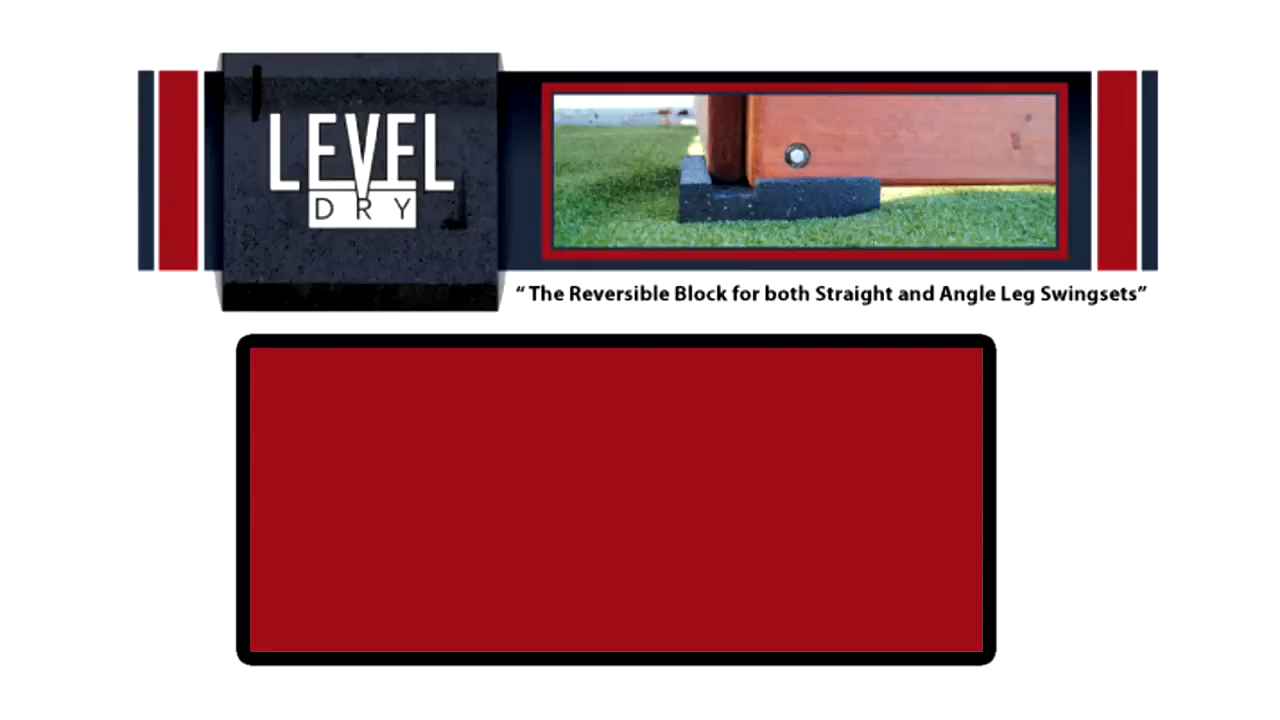 LEVEL
DRY
“ The Reversible Block for both Straight and Angle Leg Swingsets”